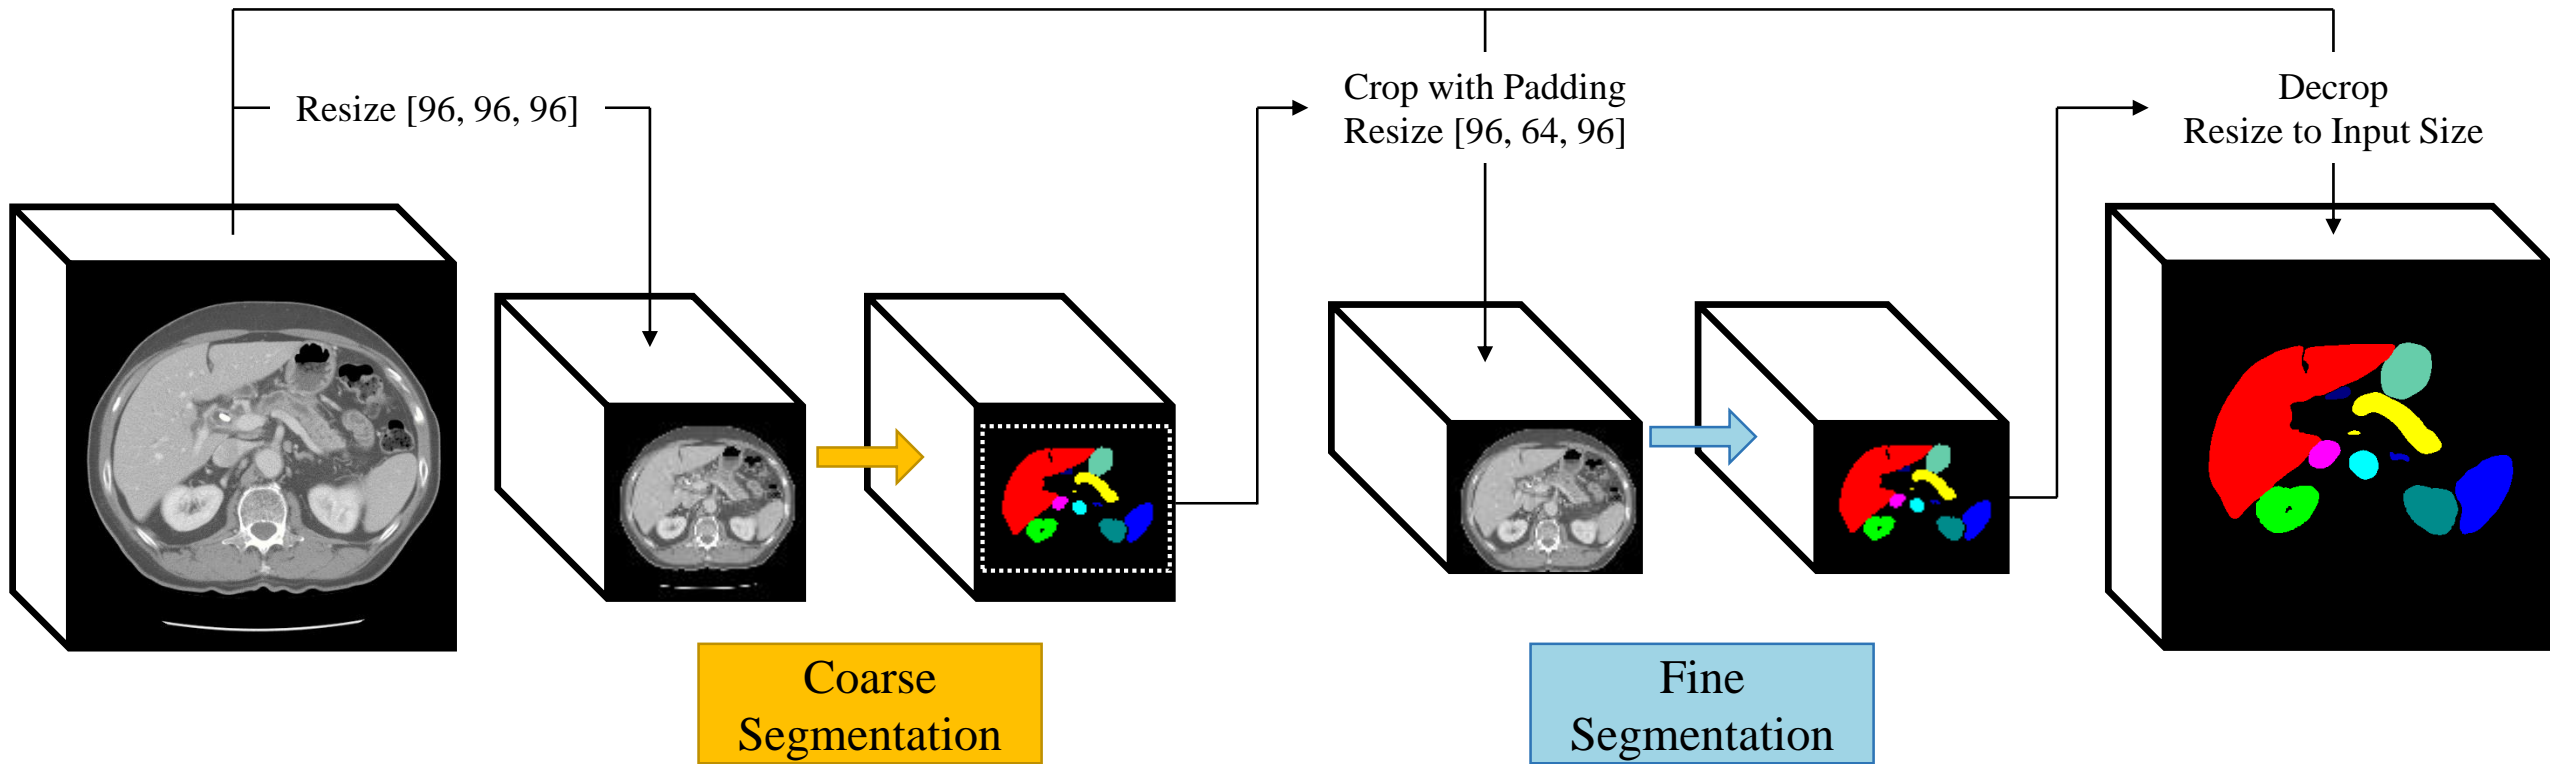 Resize [96, 96, 96]
Crop with Padding
Resize [96, 64, 96]
Decrop
Resize to Input Size
Coarse
Segmentation
Fine
Segmentation